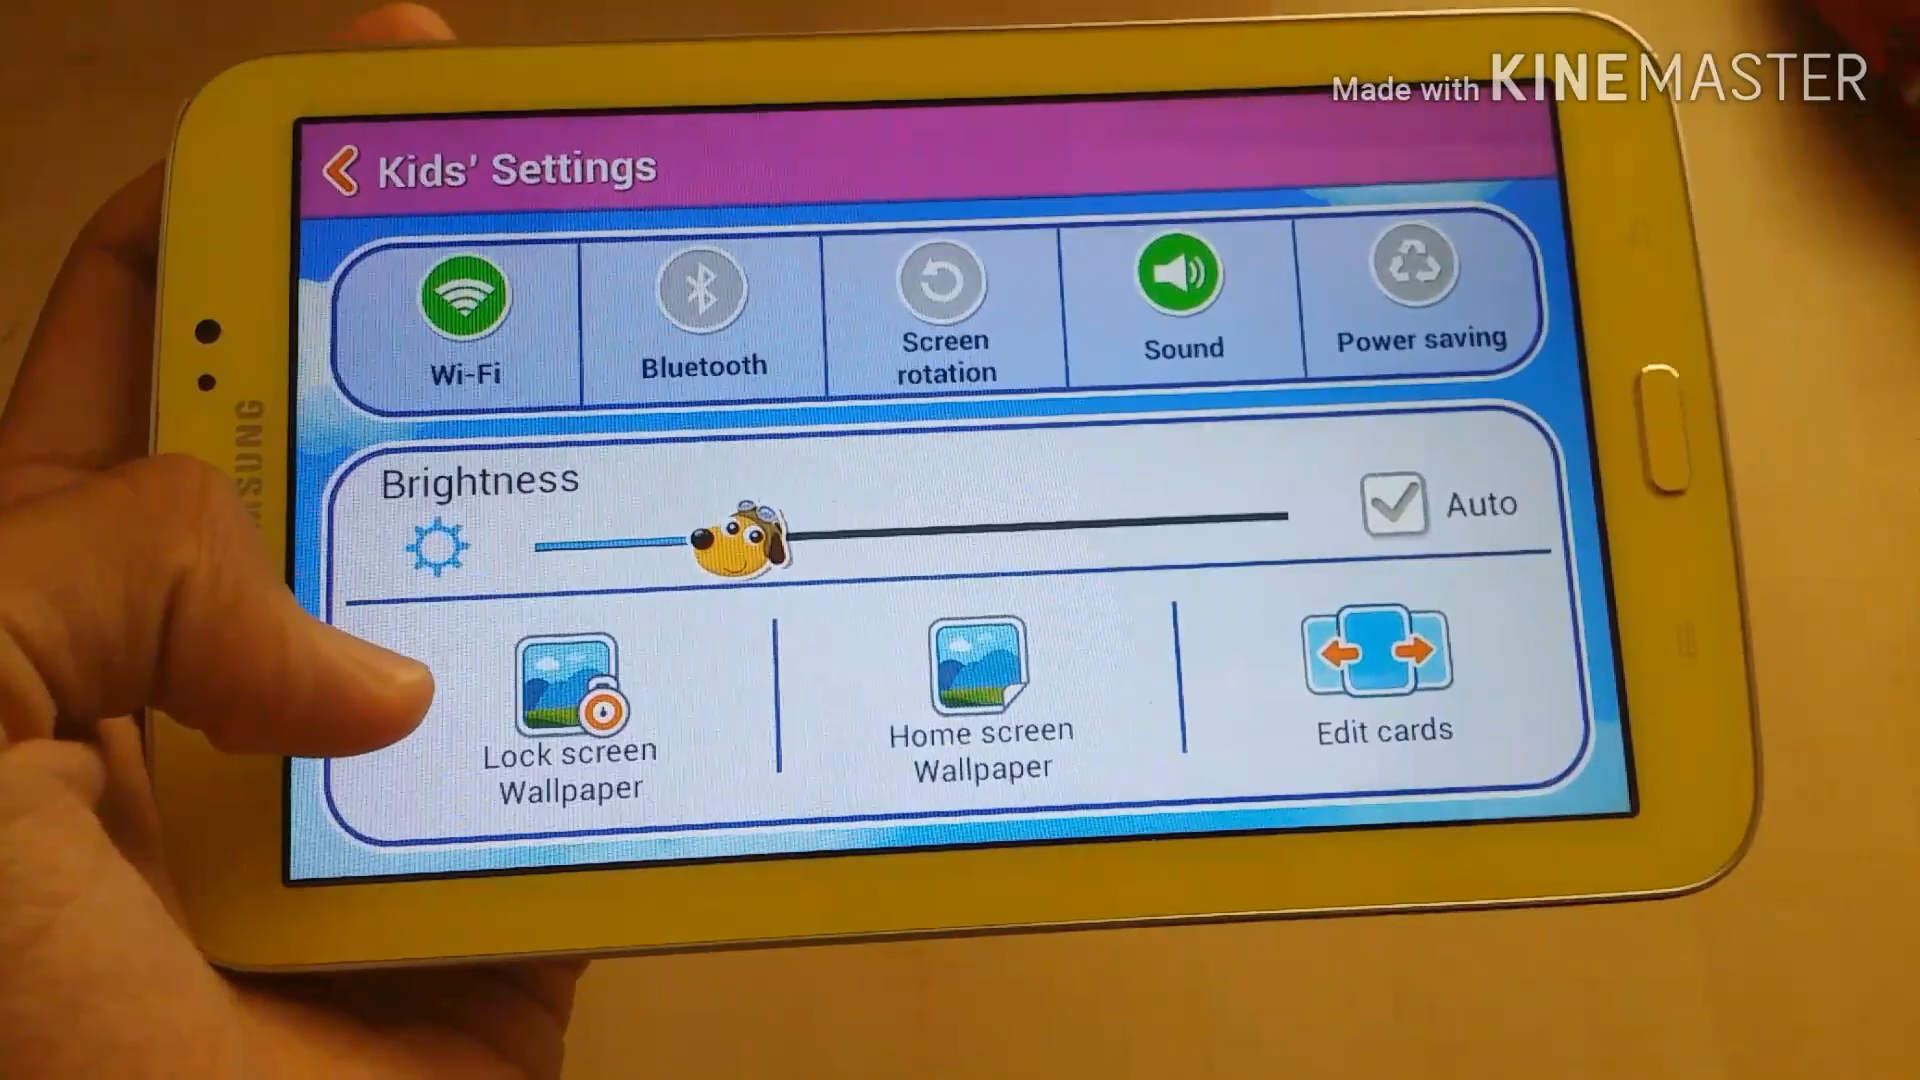 Made with KINEMASTER
Kids' Settings
Wi-Fi
Bluetooth
Screen
rotation
Sound
Power saving
SAMSUNG
Brightness
Auto
Lock screen
Wallpaper
Home screen
Wallpaper
Edit cards